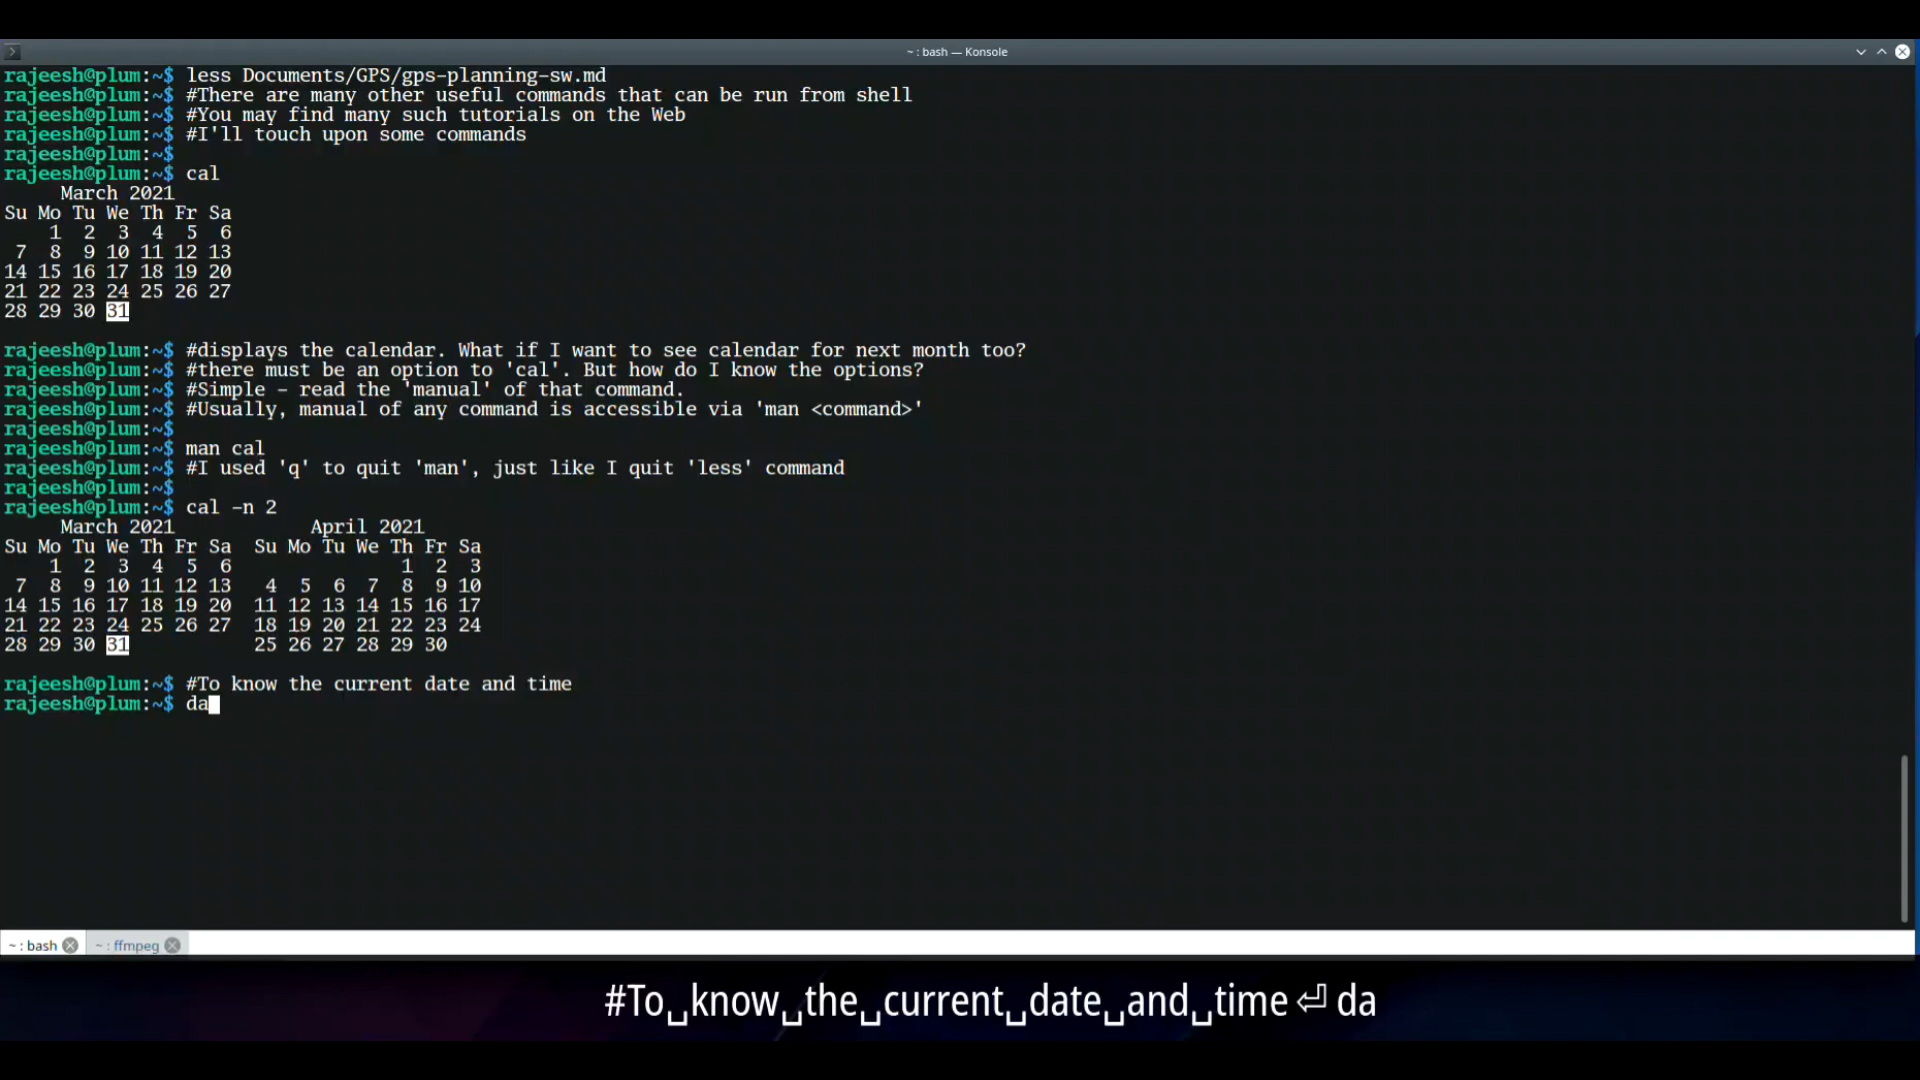 ~ : bash — Konsole
rajeesh@plum:~$ less Documents/GPS/gps-planning-sw.md
rajeesh@plum:~$ #There are many other useful commands that can be run from shell
rajeesh@plum:~$ #You may find many such tutorials on the Web
rajeesh@plum:~$ #I'll touch upon some commands
rajeesh@plum:~$
rajeesh@plum:~$ cal
     March 2021
Su Mo Tu We Th Fr Sa
    1  2  3  4  5  6
 7  8  9 10 11 12 13
14 15 16 17 18 19 20
21 22 23 24 25 26 27
28 29 30 31
rajeesh@plum:~$ #displays the calendar. What if I want to see calendar for next month too?
rajeesh@plum:~$ #there must be an option to 'cal'. But how do I know the options?
rajeesh@plum:~$ #Simple - read the 'manual' of that command.
rajeesh@plum:~$ #Usually, manual of any command is accessible via 'man <command>'
rajeesh@plum:~$
rajeesh@plum:~$ man cal
rajeesh@plum:~$ #I used 'q' to quit 'man', just like I quit 'less' command
rajeesh@plum:~$
rajeesh@plum:~$ cal -n 2
     March 2021            April 2021
Su Mo Tu We Th Fr Sa  Su Mo Tu We Th Fr Sa
    1  2  3  4  5  6               1  2  3
 7  8  9 10 11 12 13   4  5  6  7  8  9 10
14 15 16 17 18 19 20  11 12 13 14 15 16 17
21 22 23 24 25 26 27  18 19 20 21 22 23 24
28 29 30 31           25 26 27 28 29 30
rajeesh@plum:~$ #To know the current date and time
rajeesh@plum:~$ da
~ : bash ~ : ffmpeg
#To␣know␣the␣current␣date␣and␣time⏎ da